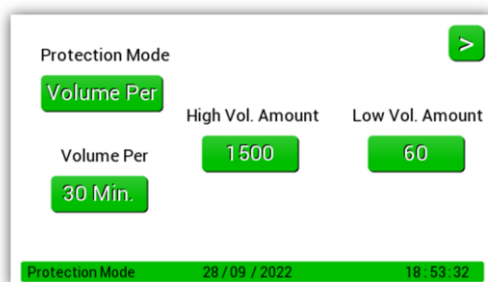 Protection Mode
>
Volume Per
High Vol. Amount
Low Vol. Amount
Volume Per
1500
60
30 Min.
Protection Mode 28/09 / 2022 18:53:32